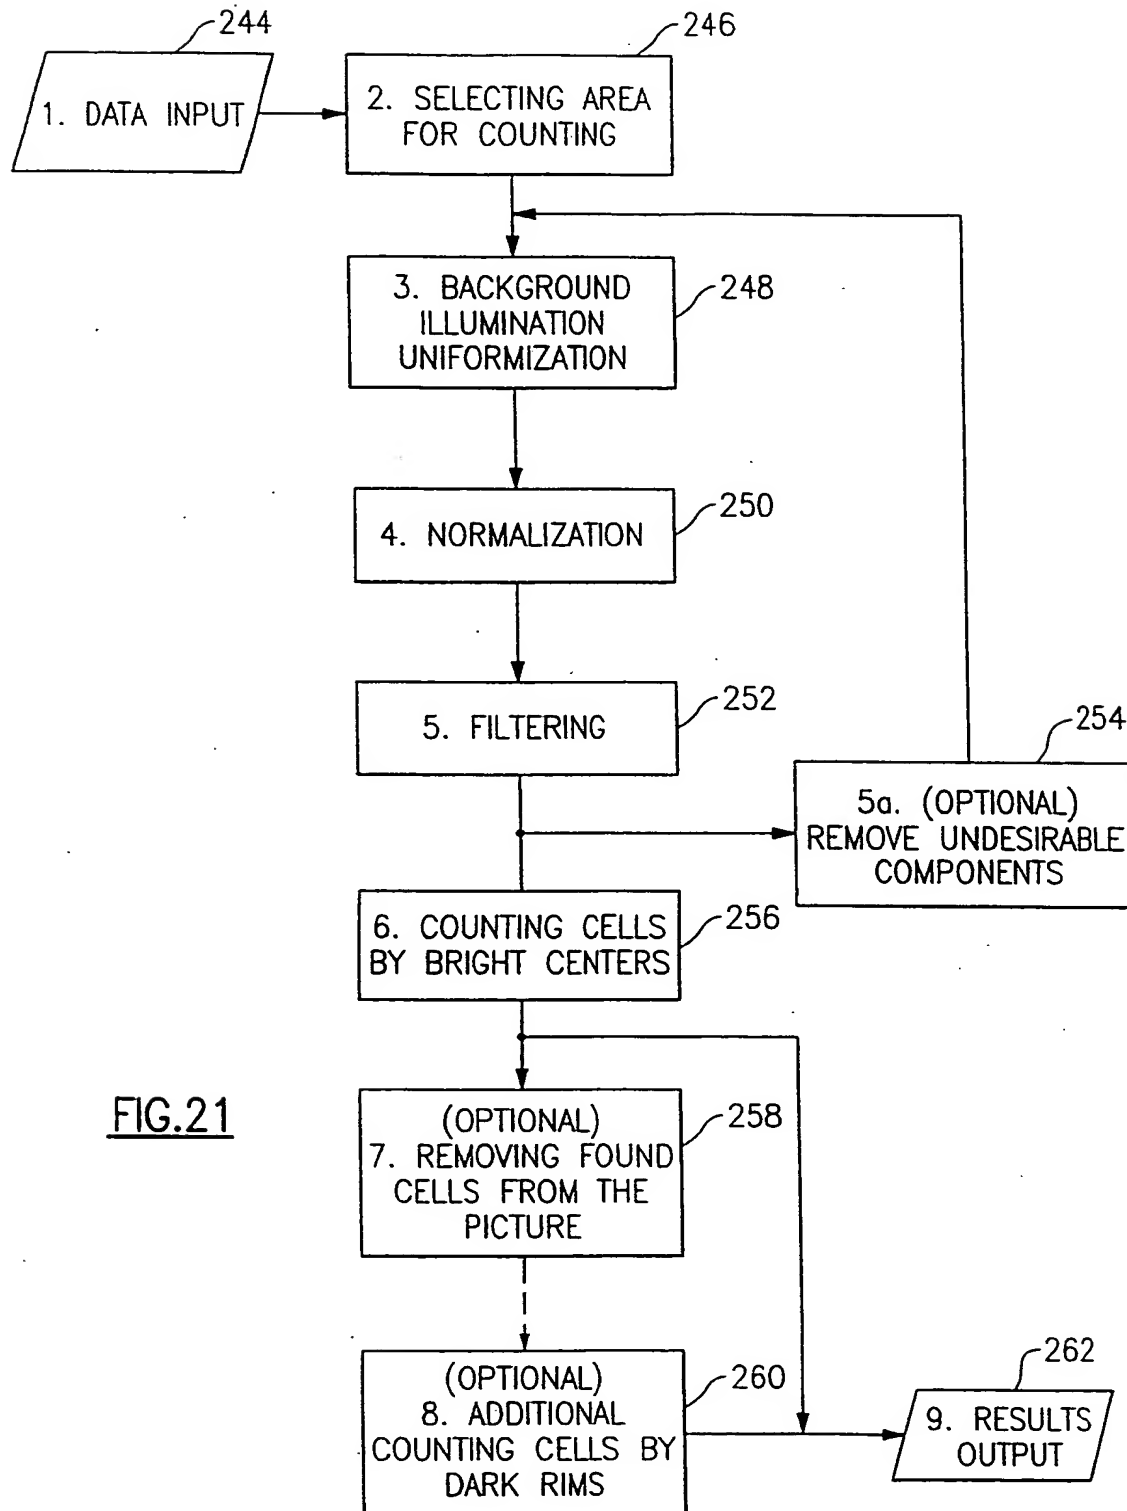 244
1. DATA INPUT
246
2. SELECTING AREA
FOR COUNTING
3. BACKGROUND
ILLUMINATION
UNIFORMIZATION
248
4. NORMALIZATION
250
5. FILTERING
252
254
5a. (OPTIONAL)
REMOVE UNDESIRABLE
COMPONENTS
6. COUNTING CELLS
BY BRIGHT CENTERS
256
FIG.21
(OPTIONAL)
7. REMOVING FOUND
CELLS FROM THE
PICTURE
258
(OPTIONAL)
8. ADDITIONAL
COUNTING CELLS BY
DARK RIMS
260
262
9. RESULTS
OUTPUT